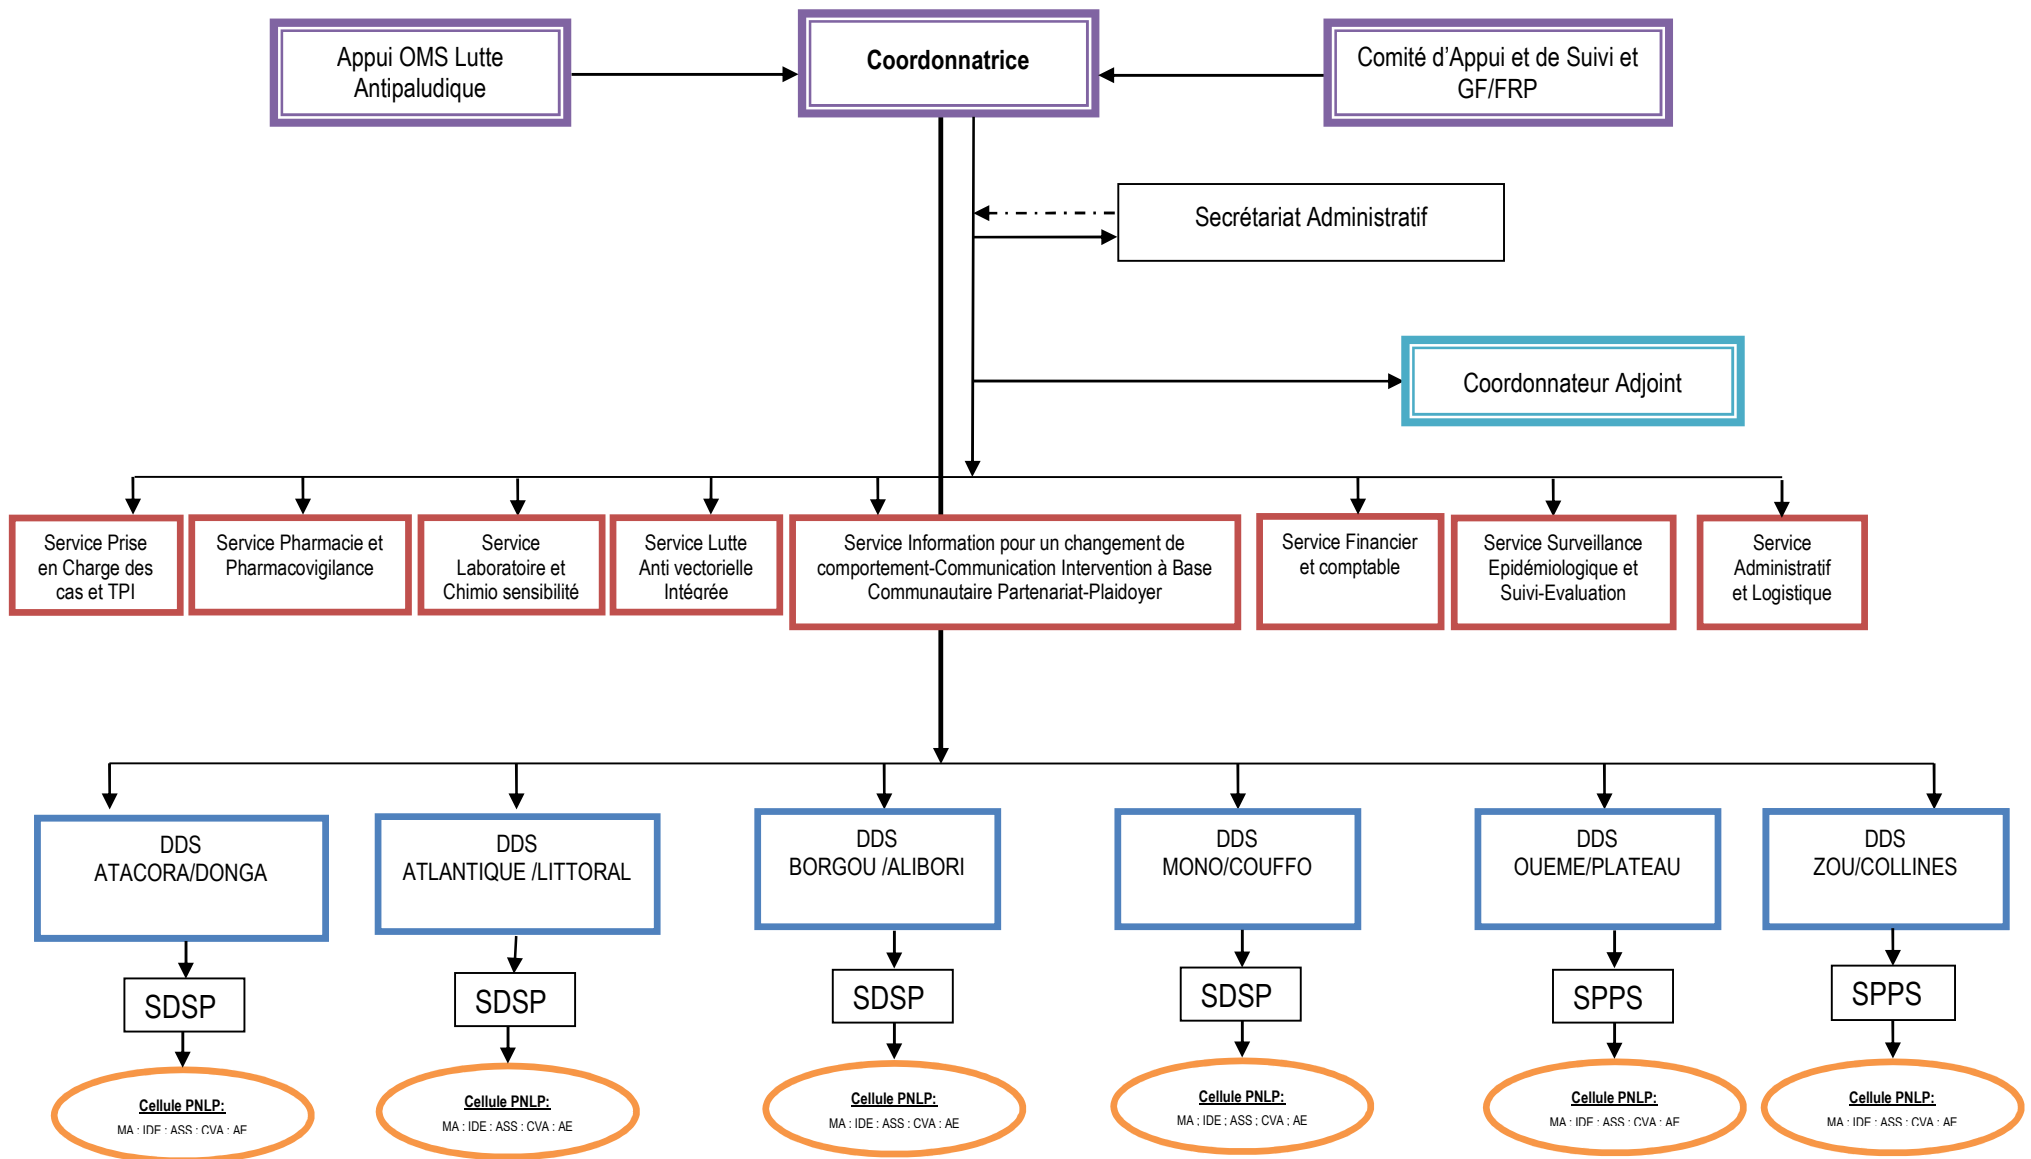 Appui OMS Lutte
Antipaludique
Coordonnatrice
Comité d'Appui et de Suivi et
GF/FRP
Secrétariat Administratif
Coordonnateur Adjoint
Service Prise
en Charge des
cas et TPI
Service Pharmacie et
Pharmacovigilance
Service
Laboratoire et
Chimio sensibilité
Service Lutte
Anti vectorielle
Intégrée
Service Information pour un changement de
comportement-Communication Intervention à Base
Communautaire Partenariat-Plaidoyer
Service Financier
et comptable
Service Surveillance
Epidémiologique et
Suivi-Evaluation
Service
Administratif
et Logistique
DDS
ATACORA/DONGA
DDS
ATLANTIQUE /LITTORAL
DDS
BORGOU /ALIBORI
DDS
MONO/COUFFO
DDS
OUEME/PLATEAU
DDS
ZOU/COLLINES
SDSP
SDSP
SDSP
SDSP
SPPS
SPPS
Cellule PNLP:
MA ; IDE ; ASS ; CVA ; AE
Cellule PNLP:
MA ; IDE ; ASS ; CVA ; AE
Cellule PNLP:
MA ; IDE ; ASS ; CVA ; AE
Cellule PNLP:
MA ; IDE ; ASS ; CVA ; AE
Cellule PNLP:
MA ; IDE ; ASS ; CVA ; AE
Cellule PNLP:
MA ; IDE ; ASS ; CVA ; AE